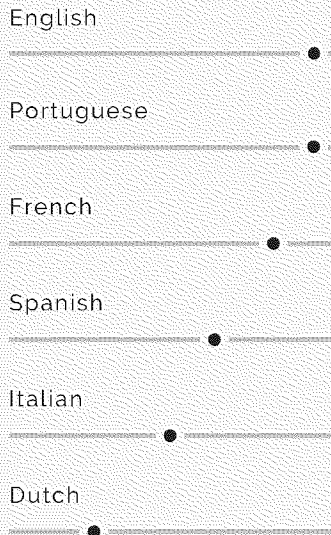 English
Portuguese
French
Spanish
Italian
Dutch